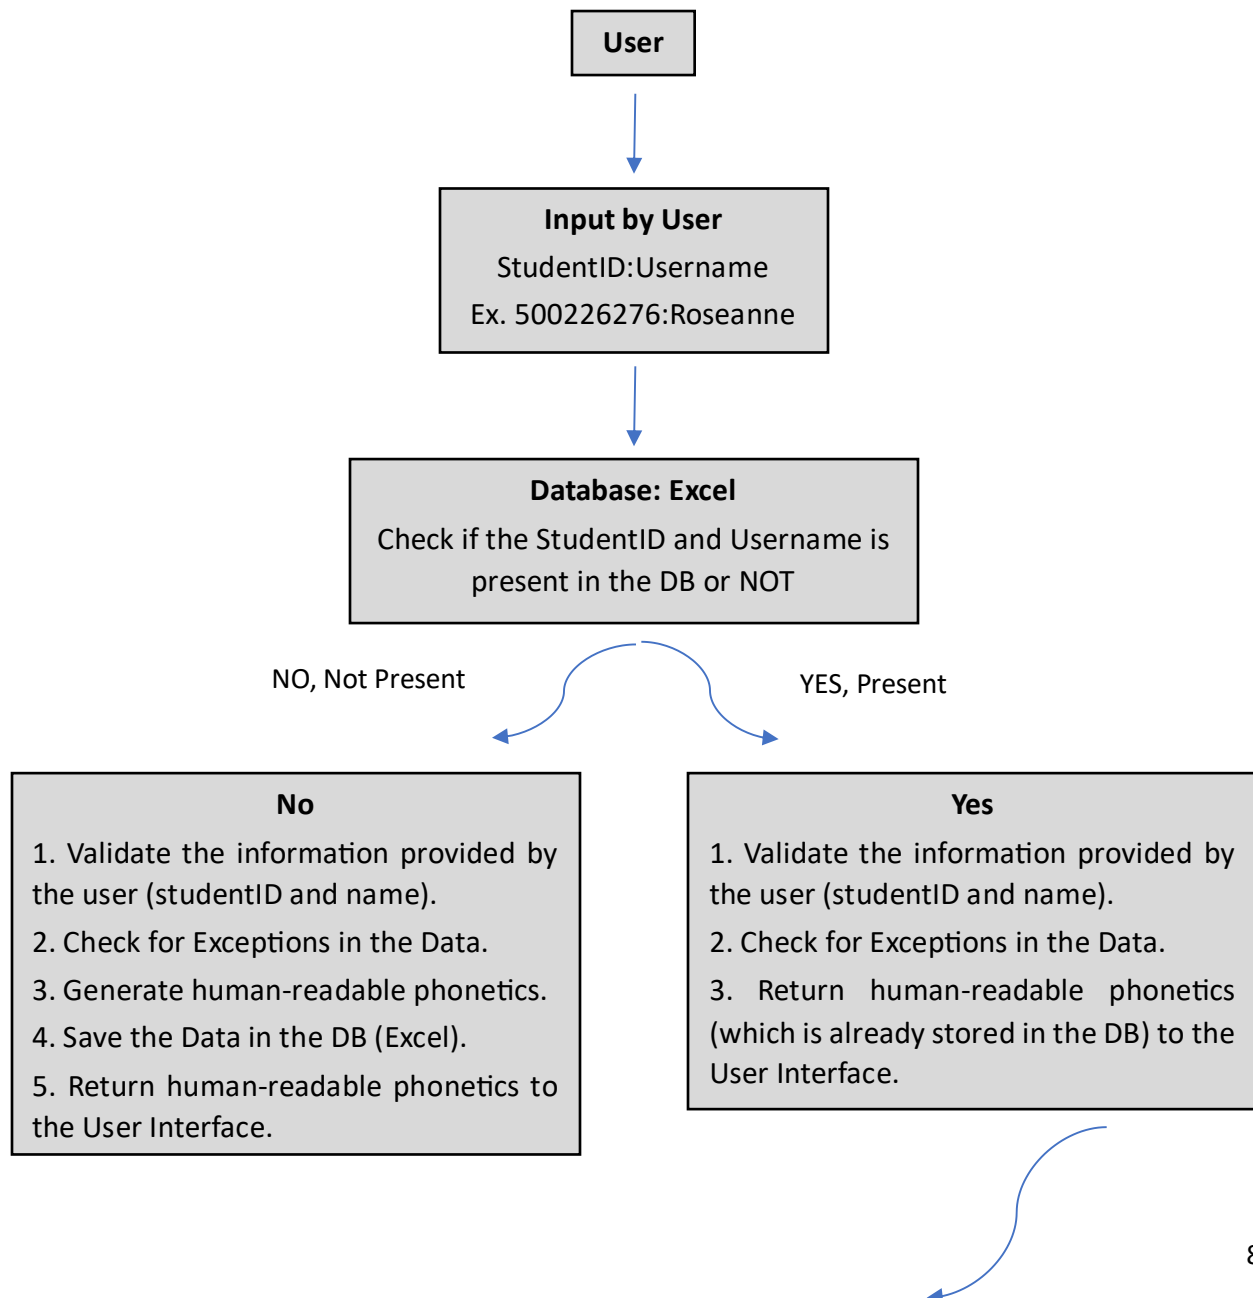 User
Input by User
StudentID:Username
Ex. 500226276:Roseanne
Database: Excel
Check if the StudentID and Username is
present in the DB or NOT
NO, Not Present
YES, Present
No
1. Validate the information provided by
the user (studentID and name).
2. Check for Exceptions in the Data.
3. Generate human-readable phonetics.
4. Save the Data in the DB (Excel).
5. Return human-readable phonetics to
the User Interface.
Yes
1. Validate the information provided by
the user (studentID and name).
2. Check for Exceptions in the Data.
3. Return human-readable phonetics
(which is already stored in the DB) to the
User Interface.
8